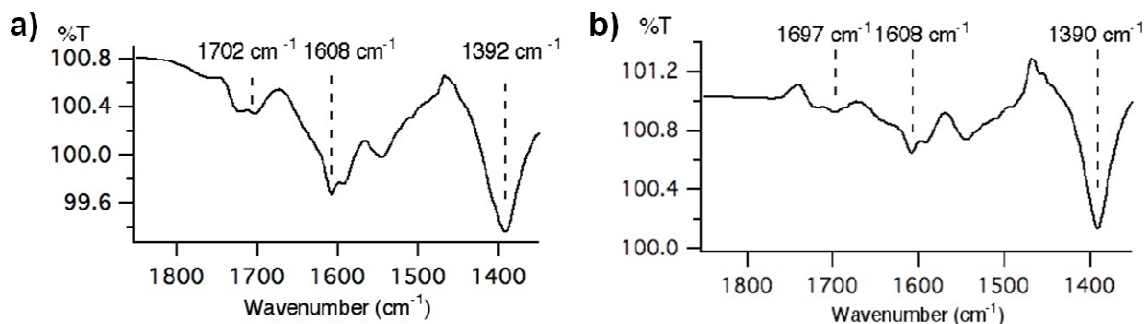 a)
%T
1702 cm⁻¹ 1608 cm⁻¹ 1392 cm⁻¹
100.8
100.4
100.0
99.6
1800 1700 1600 1500 1400
Wavenumber (cm⁻¹)
b)
%T
1697 cm⁻¹ 1608 cm⁻¹ 1390 cm⁻¹
101.2
100.8
100.4
100.0
1800 1700 1600 1500 1400
Wavenumber (cm⁻¹)